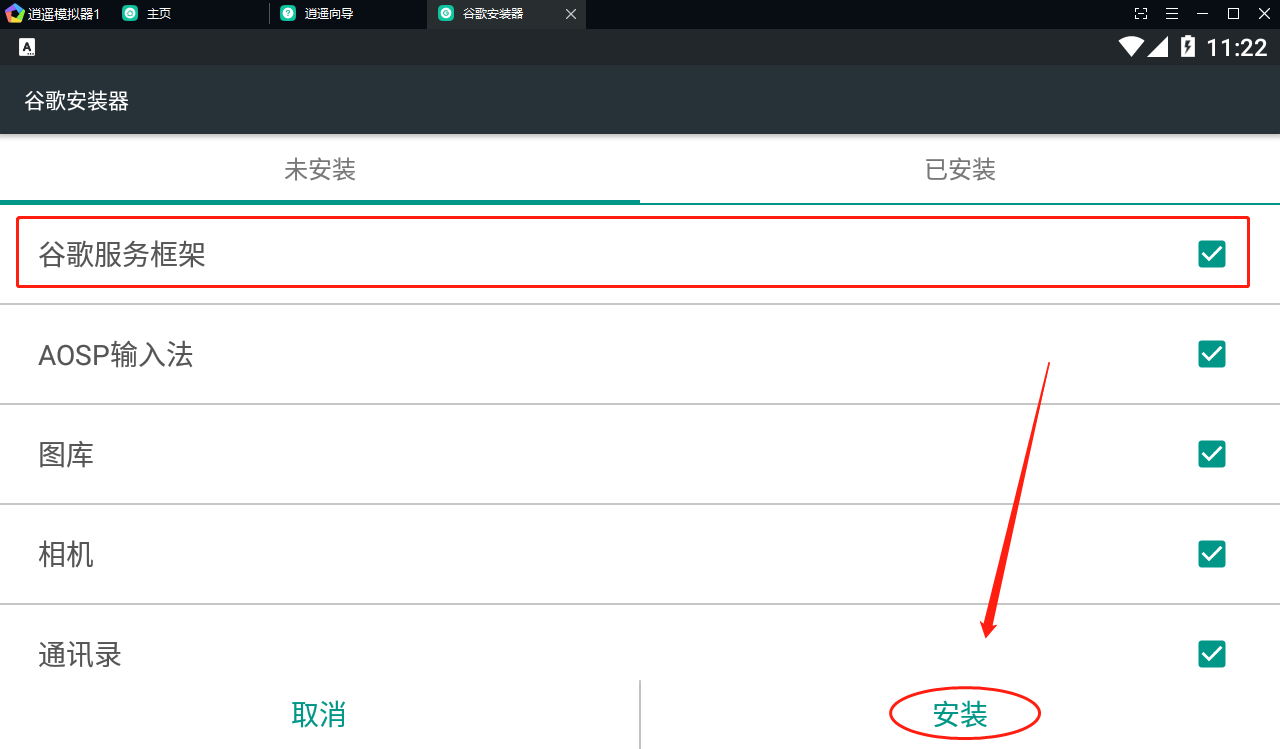 逍遥模拟器1 主页 逍遥向导 谷歌安装器
A 11:22
谷歌安装器
未安装 已安装
谷歌服务框架
AOSP输入法
图库
相机
通讯录
取消 安装